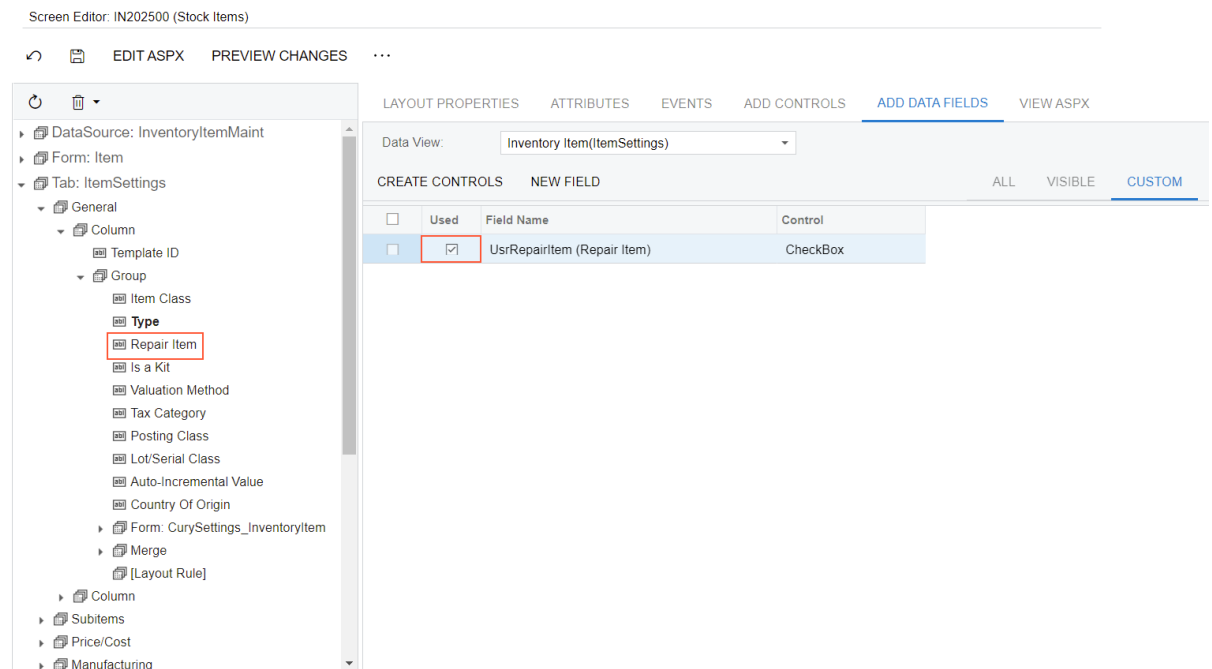 Screen Editor: IN202500 (Stock Items)
EDIT ASPX PREVIEW CHANGES ...
LAYOUT PROPERTIES ATTRIBUTES EVENTS ADD CONTROLS ADD DATA FIELDS VIEW ASPX
DataSource: InventoryItemMaint
Form: Item
Tab: ItemSettings
General
Column
Template ID
Group
Item Class
Type
Repair Item
Is a Kit
Valuation Method
Tax Category
Posting Class
Lot/Serial Class
Auto-Incremental Value
Country Of Origin
Form: CurySettings_InventoryItem
Merge
[Layout Rule]
Column
Subitems
Price/Cost
Manufacturing
Data View: Inventory Item(ItemSettings)
CREATE CONTROLS NEW FIELD ALL VISIBLE CUSTOM
Used Field Name Control
UsrRepairItem (Repair Item) CheckBox